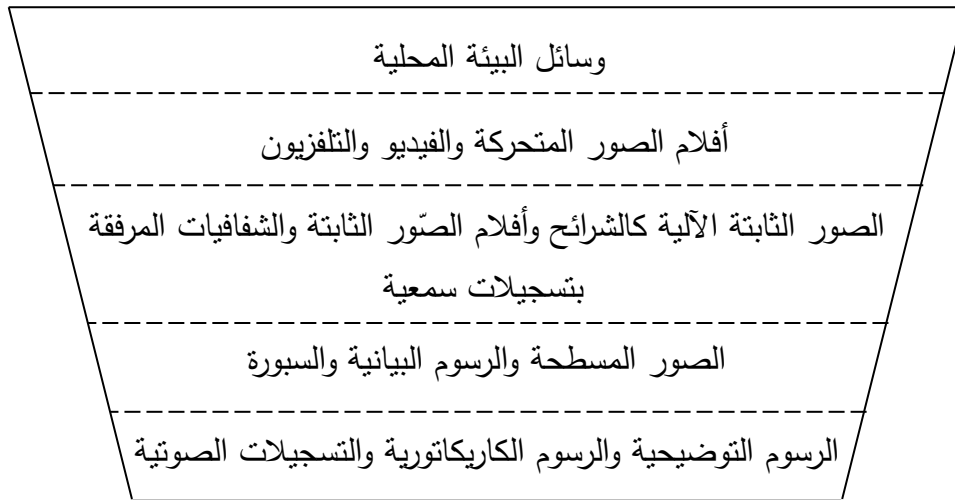 وسائل البيئة المحلية
أفلام الصور المتحركة والفيديو والتلفزيون
الصور الثابتة الآلية كالشرائح وأفلام الصّور الثابتة والشفافيات المرفقة
بتسجيلات سمعية
الصور المسطحة والرسوم البيانية والسبورة
الرسوم التوضيحية والرسوم الكاريكاتورية والتسجيلات الصوتية